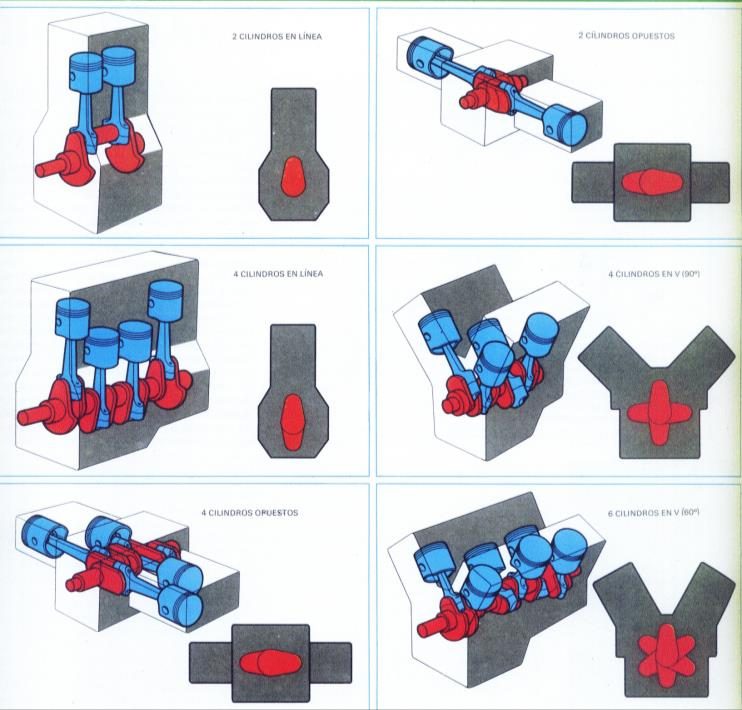 2 CILINDROS EN LÍNEA
2 CILINDROS OPUESTOS
4 CILINDROS EN LÍNEA
4 CILINDROS EN V (90º)
4 CILINDROS OPUESTOS
6 CILINDROS EN V (60º)